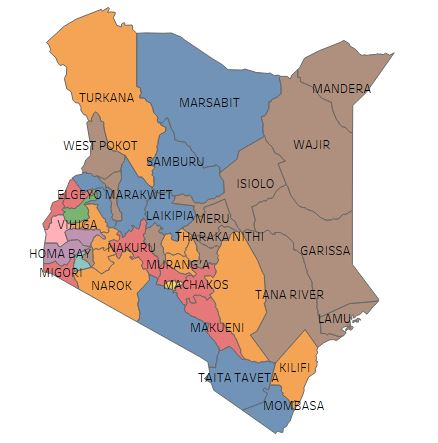 MANDERA
TURKANA
MARSABIT
WEST POKOT
WAJIR
SAMBURU
ISIOLO
ELGEYO MARAKWET
LAIKIPIA
MERU
VIHIGA
THARAKA NITHI
NAKURU
GARISSA
HOMA BAY
MURANG'A
MIGORI
MACHAKOS
NAROK
TANA RIVER
LAMU
MAKUENI
KILIFI
TAITA TAVETA
MOMBASA